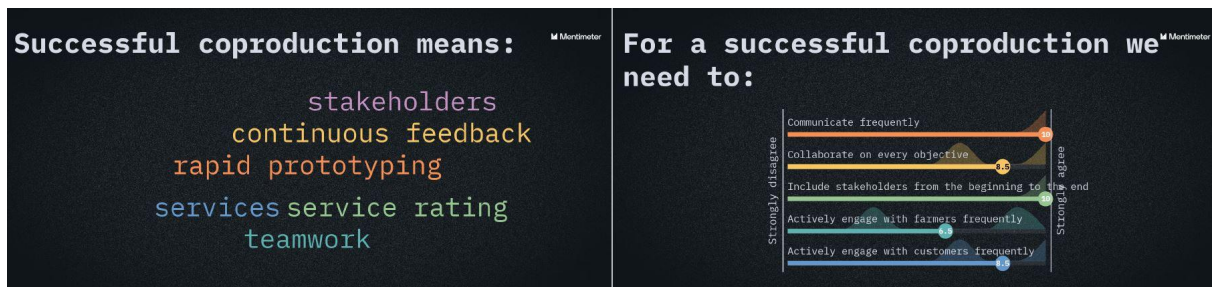 Successful coproduction means:
Mentimeter
stakeholders
continuous feedback
rapid prototyping
services service rating
teamwork
For a successful coproduction we
need to:
Mentimeter
Strongly disagree
Communicate frequently
10
Collaborate on every objective
8.5
Include stakeholders from the beginning to the end
10
Actively engage with farmers frequently
6.5
Actively engage with customers frequently
8.5
Strongly agree